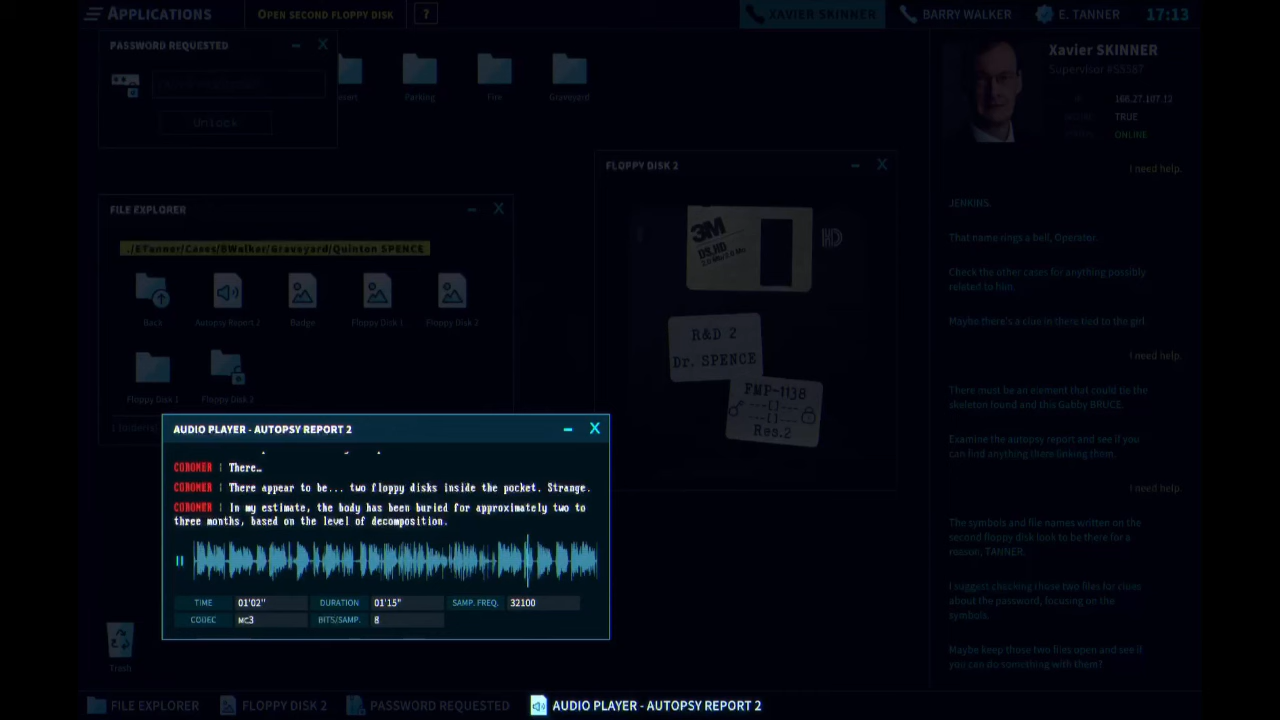 APPLICATIONS
OPEN SECOND FLOPPY DISK
?
XAVIER SKINNER
BARRY WALKER
E. TANNER
17:13
PASSWORD REQUESTED
Unlock
Parking
Fire
Graveyard
Xavier SKINNER
Supervisor #55387
166.27.107.12
TRUE
ONLINE
FILE EXPLORER
./ETanner/Cases/BWalker/Graveyard/Quinton SPENCE
Back
Autopsy Report 2
Badge
Floppy Disk 1
Floppy Disk 2
Floppy Disk 1
Floppy Disk 2
FLOPPY DISK 2
3M
DS,HD
HD
R&D 2
Dr. SPENCE
FMP-1138
---[]---
---[]---
Res.2
I need help.
JENKINS.
That name rings a bell, Operator.
Check the other cases for anything possibly
related to him.
Maybe there's a clue in there tied to the girl.
I need help.
There must be an element that could tie the
skeleton found and this Gabby BRUCE.
Examine the autopsy report and see if you
can find anything there linking them.
I need help.
The symbols and file names written on the
second floppy disk look to be there for a
reason, TANNER.
I suggest checking those two files for clues
about the password, focusing on the
symbols.
Maybe keep those two files open and see if
you can do something with them?
AUDIO PLAYER - AUTOPSY REPORT 2
CORONER : There…
CORONER : There appear to be... two floppy disks inside the pocket. Strange.
CORONER : In my estimate, the body has been buried for approximately two to
three months, based on the level of decomposition.
TIME 01'02" DURATION 01'15" SAMP. FREQ. 32100
CODEC mc3 BITS/SAMP. 8
Trash
FILE EXPLORER
FLOPPY DISK 2
PASSWORD REQUESTED
AUDIO PLAYER - AUTOPSY REPORT 2